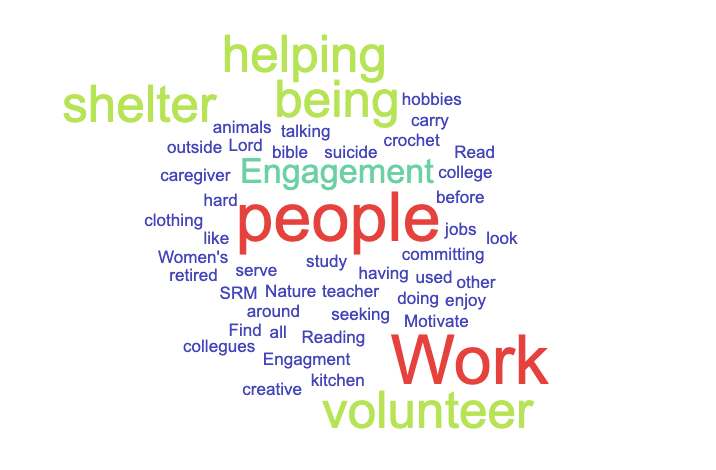 helping
shelter being hobbies
carry
animals talking
crochet
outside Lord bible suicide Read
caregiver Engagement college
hard people before
clothing
like jobs look
Women's study committing
retired serve having used other
SRM Nature teacher doing enjoy
around seeking Motivate
Find all Reading
collegues Engagment Work
creative kitchen
volunteer